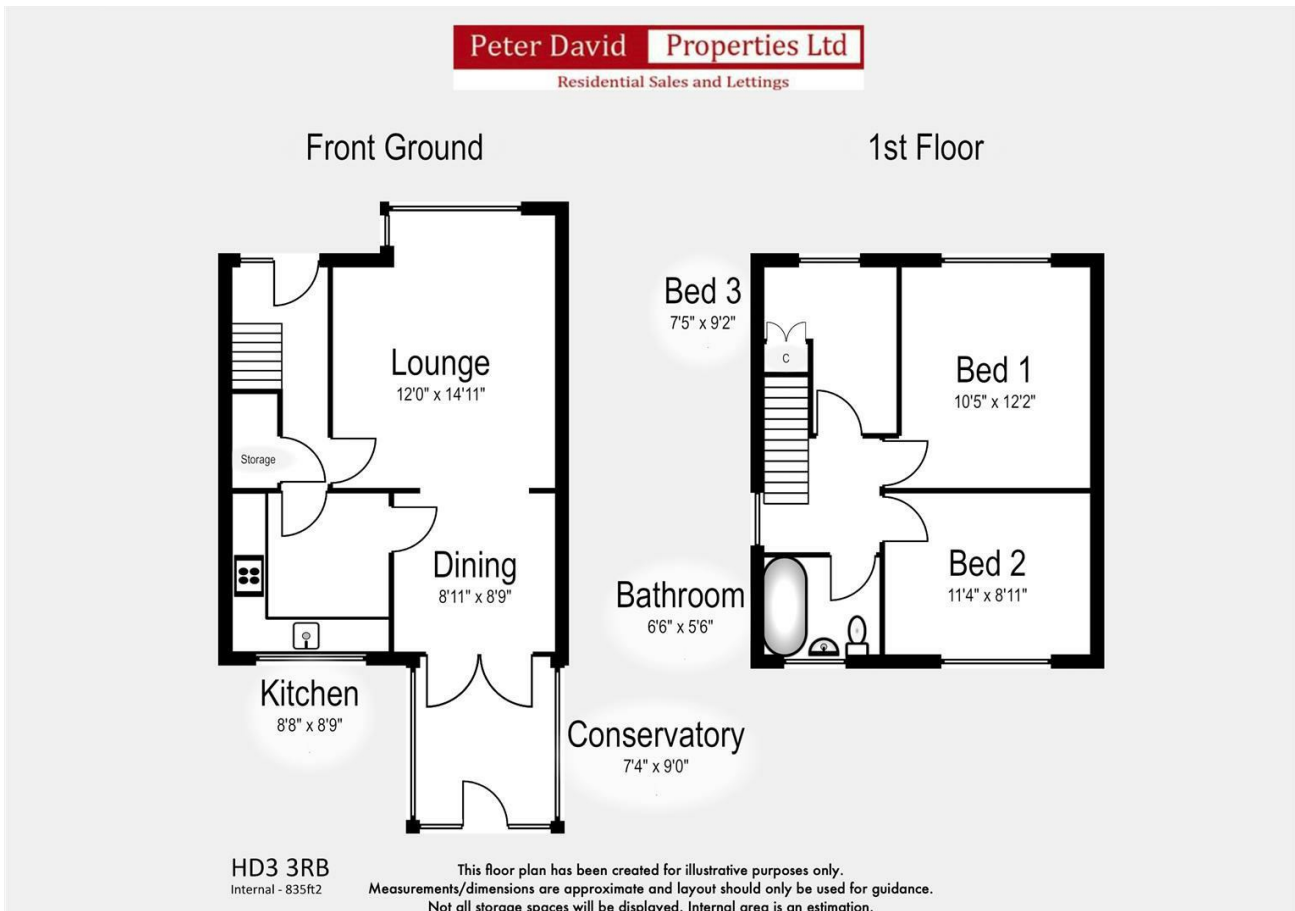 Peter David Properties Ltd
Residential Sales and Lettings
Front Ground
1st Floor
Lounge
12'0" x 14'11"
Storage
Dining
8'11" x 8'9"
Kitchen
8'8" x 8'9"
Conservatory
7'4" x 9'0"
Bed 3
7'5" x 9'2"
C
Bed 1
10'5" x 12'2"
Bed 2
11'4" x 8'11"
Bathroom
6'6" x 5'6"
HD3 3RB
Internal - 835ft2
This floor plan has been created for illustrative purposes only.
Measurements/dimensions are approximate and layout should only be used for guidance.
Not all storage spaces will be displayed. Internal area is an estimation.